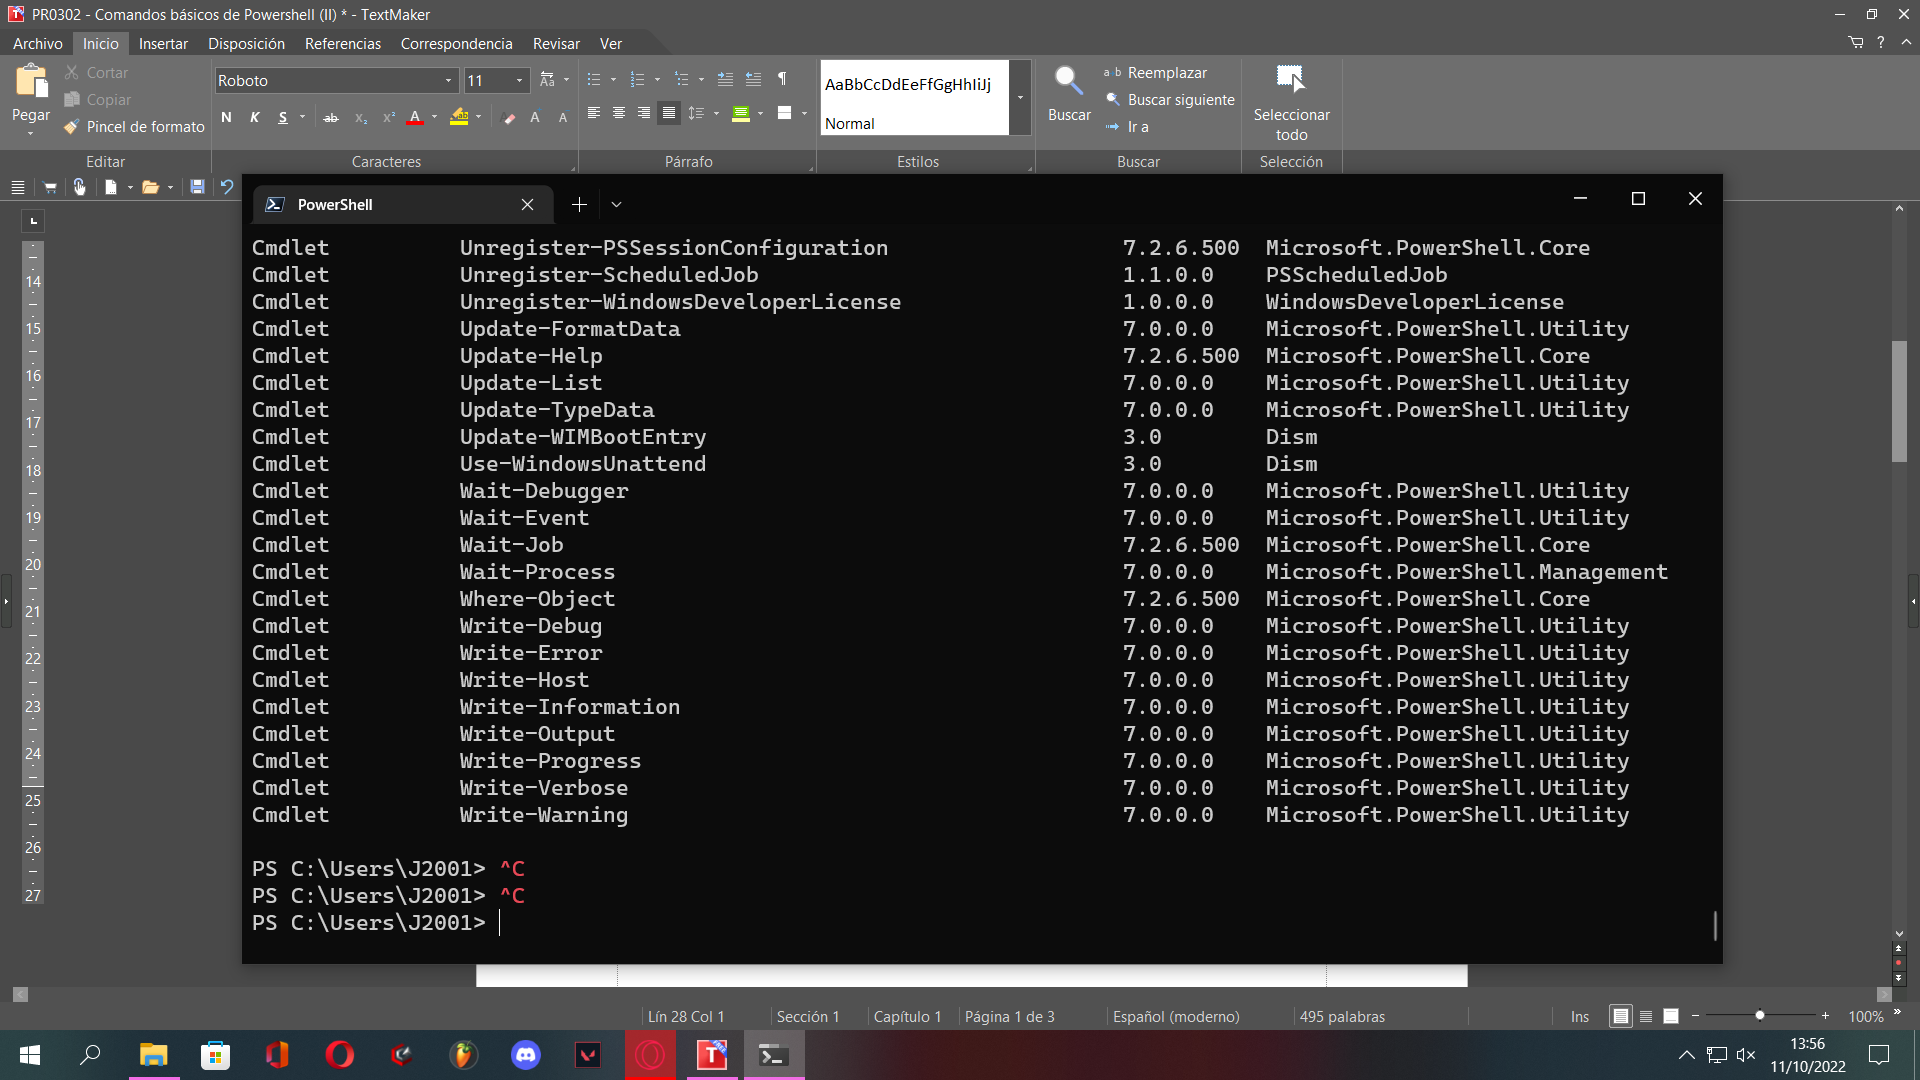 PR0302 - Comandos básicos de Powershell (II) * - TextMaker
Archivo Inicio Insertar Disposición Referencias Correspondencia Revisar Ver
Pegar
Cortar
Copiar
Pincel de formato
Editar
Roboto 11
N K S
Caracteres
Párrafo
AaBbCcDdEeFfGgHhIiJj
Normal
Estilos
Buscar
Reemplazar
Buscar siguiente
Ir a
Buscar
Seleccionar
todo
Selección
PowerShell
Cmdlet Unregister-PSSessionConfiguration 7.2.6.500 Microsoft.PowerShell.Core
Cmdlet Unregister-ScheduledJob 1.1.0.0 PSScheduledJob
Cmdlet Unregister-WindowsDeveloperLicense 1.0.0.0 WindowsDeveloperLicense
Cmdlet Update-FormatData 7.0.0.0 Microsoft.PowerShell.Utility
Cmdlet Update-Help 7.2.6.500 Microsoft.PowerShell.Core
Cmdlet Update-List 7.0.0.0 Microsoft.PowerShell.Utility
Cmdlet Update-TypeData 7.0.0.0 Microsoft.PowerShell.Utility
Cmdlet Update-WIMBootEntry 3.0 Dism
Cmdlet Use-WindowsUnattend 3.0 Dism
Cmdlet Wait-Debugger 7.0.0.0 Microsoft.PowerShell.Utility
Cmdlet Wait-Event 7.0.0.0 Microsoft.PowerShell.Utility
Cmdlet Wait-Job 7.2.6.500 Microsoft.PowerShell.Core
Cmdlet Wait-Process 7.0.0.0 Microsoft.PowerShell.Management
Cmdlet Where-Object 7.2.6.500 Microsoft.PowerShell.Core
Cmdlet Write-Debug 7.0.0.0 Microsoft.PowerShell.Utility
Cmdlet Write-Error 7.0.0.0 Microsoft.PowerShell.Utility
Cmdlet Write-Host 7.0.0.0 Microsoft.PowerShell.Utility
Cmdlet Write-Information 7.0.0.0 Microsoft.PowerShell.Utility
Cmdlet Write-Output 7.0.0.0 Microsoft.PowerShell.Utility
Cmdlet Write-Progress 7.0.0.0 Microsoft.PowerShell.Utility
Cmdlet Write-Verbose 7.0.0.0 Microsoft.PowerShell.Utility
Cmdlet Write-Warning 7.0.0.0 Microsoft.PowerShell.Utility
PS C:\Users\J2001> ^C
PS C:\Users\J2001> ^C
PS C:\Users\J2001>
14
15
16
17
18
19
20
21
22
23
24
25
26
27
Lín 28 Col 1 Sección 1 Capítulo 1 Página 1 de 3 Español (moderno) 495 palabras Ins 100%
13:56
11/10/2022